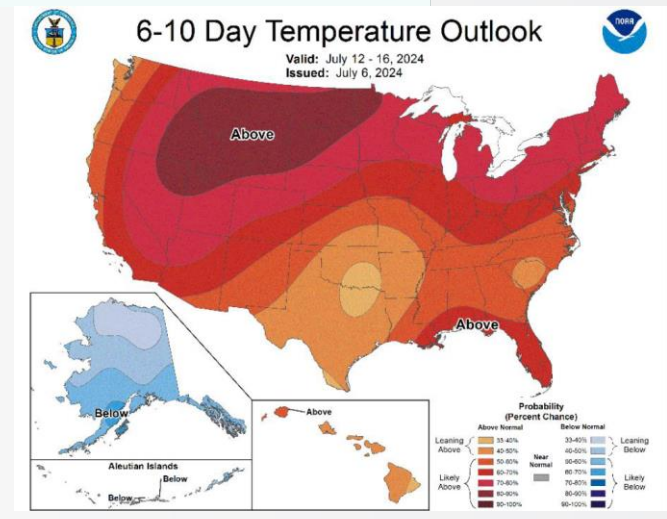 6-10 Day Temperature Outlook
Valid: July 12 - 16, 2024
Issued: July 6, 2024
NOAA
Above
Above
Below
Aleutian Islands
Below
Below
Above
Probability
(Percent Chance)
Above Normal
Below Normal
Leaning
Above
33-40%
40-50%
Likely
Above
50-60%
60-70%
70-80%
80-90%
90-100%
Near
Normal
33-40%
40-50%
Leaning
Below
50-60%
60-70%
70-80%
80-90%
90-100%
Likely
Below